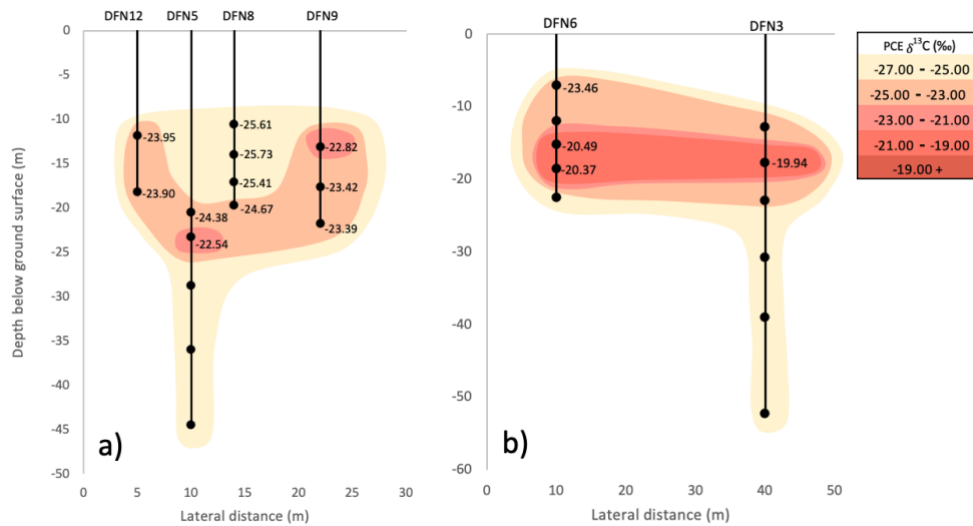 DFN12
DFN5
DFN8
DFN9
0
-5
-10
-15
-20
-25
-30
-35
-40
-45
-50
Depth below ground surface (m)
-23.95
-23.90
-24.38
-22.54
-25.61
-25.73
-25.41
-24.67
-22.82
-23.42
-23.39
a)
0
5
10
15
20
25
30
Lateral distance (m)
DFN6
DFN3
0
-10
-20
-30
-40
-50
-60
-23.46
-20.49
-20.37
-19.94
b)
0
10
20
30
40
50
Lateral distance (m)
PCE δ¹³C (‰)
-27.00 - -25.00
-25.00 - -23.00
-23.00 - -21.00
-21.00 - -19.00
-19.00 +